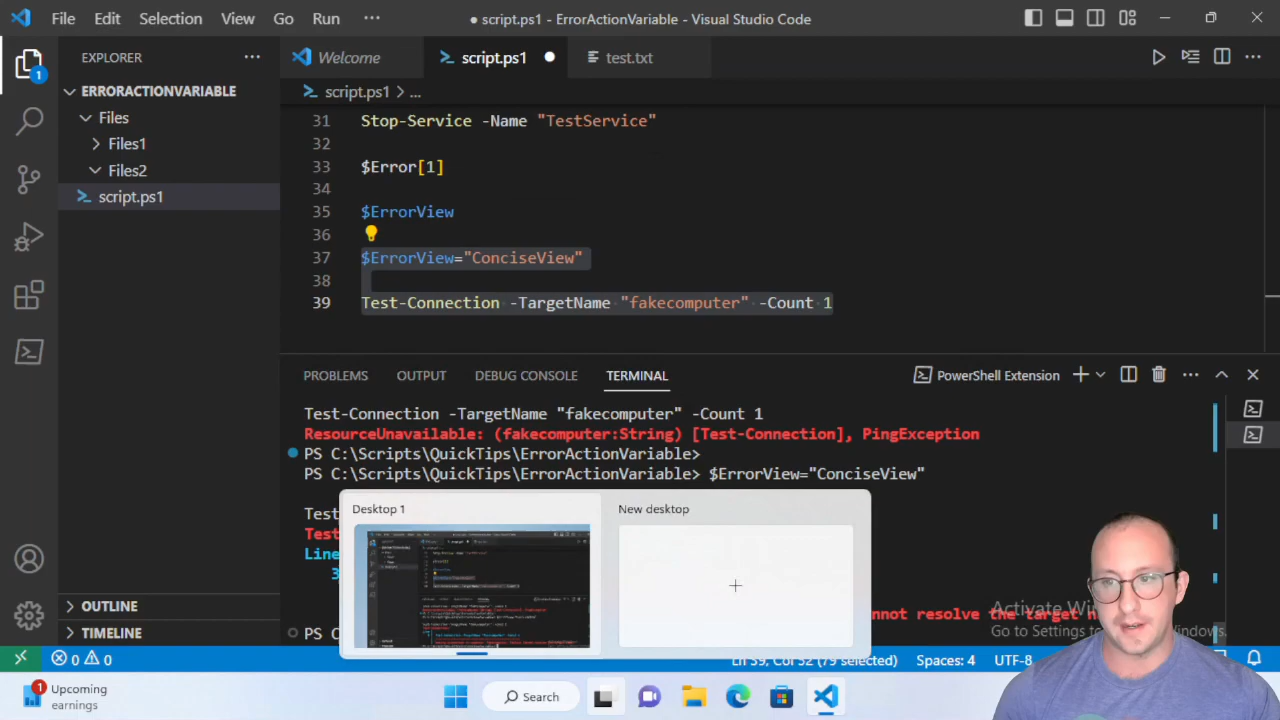 File Edit Selection View Go Run ···
● script.ps1 - ErrorActionVariable - Visual Studio Code
EXPLORER ···
Welcome
script.ps1
test.txt
1
ERRORACTIONVARIABLE
Files
Files1
Files2
script.ps1
script.ps1 > ...
31 Stop-Service -Name "TestService"
32
33 $Error[1]
34
35 $ErrorView
36
37 $ErrorView="ConciseView"
38
39 Test-Connection -TargetName "fakecomputer" -Count 1
PROBLEMS OUTPUT DEBUG CONSOLE TERMINAL
PowerShell Extension
Test-Connection -TargetName "fakecomputer" -Count 1
ResourceUnavailable: (fakecomputer:String) [Test-Connection], PingException
PS C:\Scripts\QuickTips\ErrorActionVariable>
PS C:\Scripts\QuickTips\ErrorActionVariable> $ErrorView="ConciseView"
Test
Test
Line
3
nnot resolve the target
PS C
Desktop 1
New desktop
OUTLINE
TIMELINE
Activate Wi
Go to Settings to
Windows.
0 0
Ln 39, Col 52 (79 selected)
Spaces: 4
UTF-8
1
Upcoming
earnings
Search